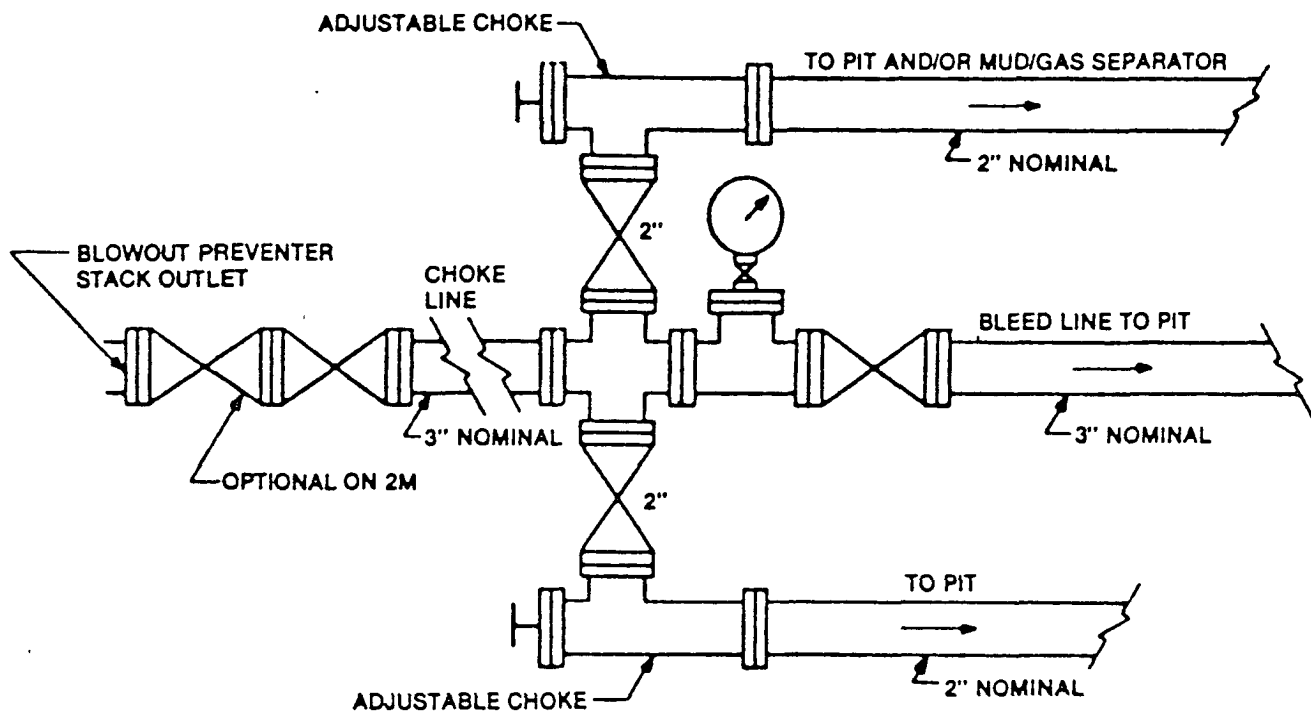 ADJUSTABLE CHOKE
TO PIT AND/OR MUD/GAS SEPARATOR
2" NOMINAL
2"
BLOWOUT PREVENTER
STACK OUTLET
CHOKE
LINE
BLEED LINE TO PIT
3" NOMINAL
3" NOMINAL
OPTIONAL ON 2M
2"
TO PIT
2" NOMINAL
ADJUSTABLE CHOKE